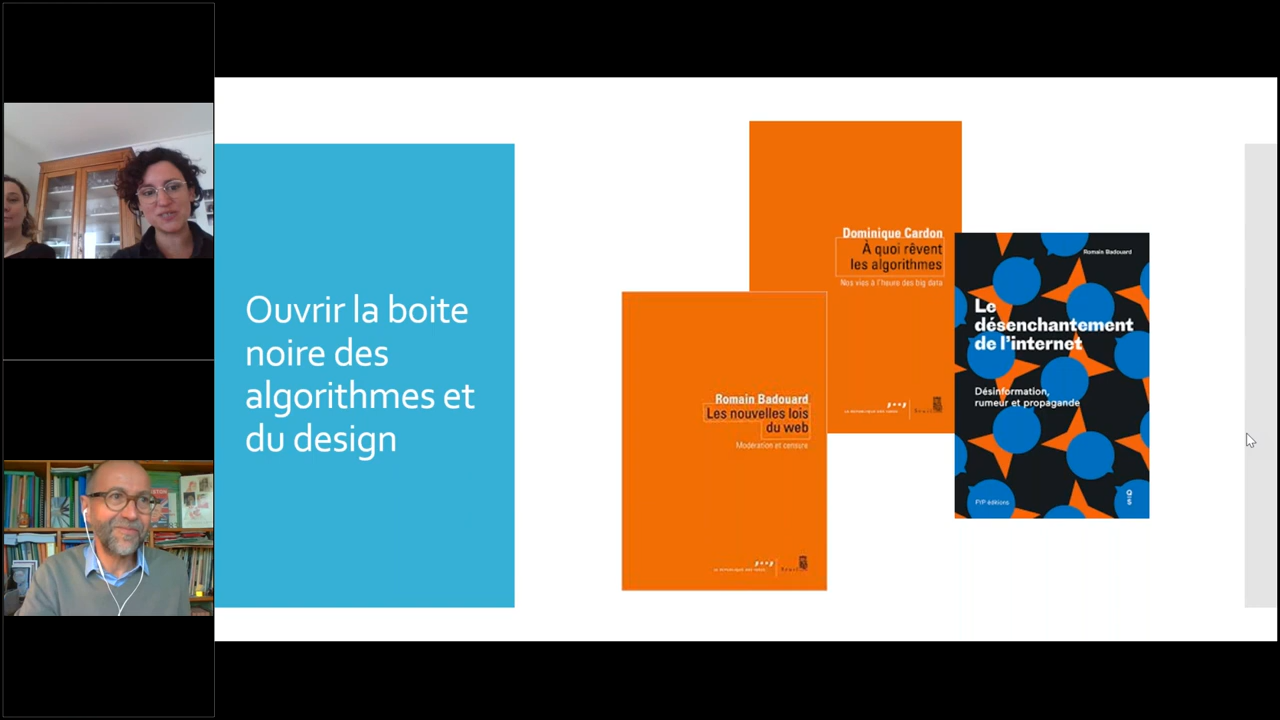 Ouvrir la boite
noire des
algorithmes et
du design
Dominique Cardon
À quoi rêvent
les algorithmes
Nos vies à l'heure des big data
Romain Badouard
Les nouvelles lois
du web
Modération et censure
Romain Badouard
Le
désenchantement
de l'internet
Désinformation,
rumeur et propagande
FYP éditions